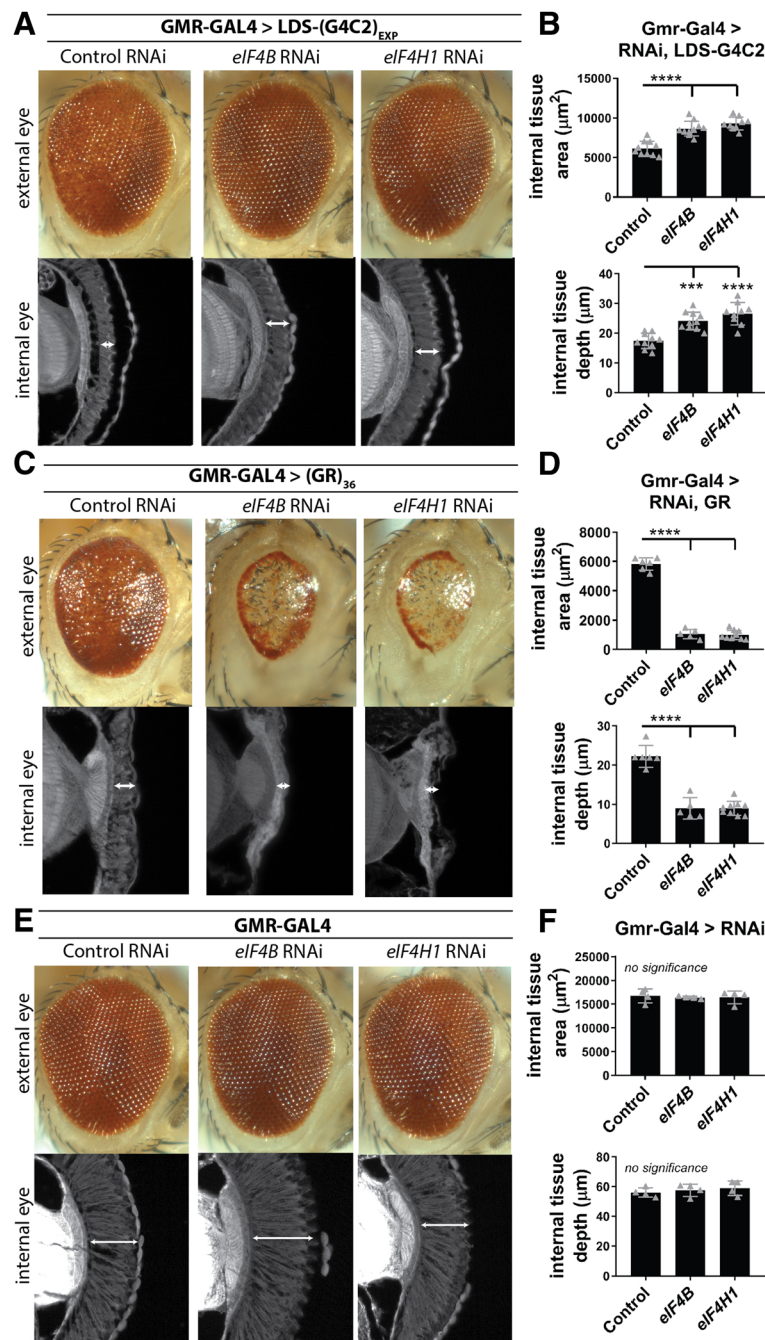 A
GMR-GAL4 > LDS-(G4C2)EXP
Control RNAi eIF4B RNAi eIF4H1 RNAi
external eye
internal eye
B
Gmr-Gal4 >
RNAi, LDS-G4C2
internal tissue
area (μm2)
15000
10000
5000
0
****
Control
eIF4B
eIF4H1
internal tissue
depth (μm)
40
30
20
10
0
***
****
Control
eIF4B
eIF4H1
C
GMR-GAL4 > (GR)36
Control RNAi eIF4B RNAi eIF4H1 RNAi
external eye
internal eye
D
Gmr-Gal4 >
RNAi, GR
internal tissue
area (μm2)
8000
6000
4000
2000
0
****
Control
eIF4B
eIF4H1
internal tissue
depth (μm)
30
20
10
0
****
Control
eIF4B
eIF4H1
E
GMR-GAL4
Control RNAi eIF4B RNAi eIF4H1 RNAi
external eye
internal eye
F
Gmr-Gal4 > RNAi
internal tissue
area (μm2)
25000
20000
15000
10000
5000
0
no significance
Control
eIF4B
eIF4H1
internal tissue
depth (μm)
80
60
40
20
0
no significance
Control
eIF4B
eIF4H1